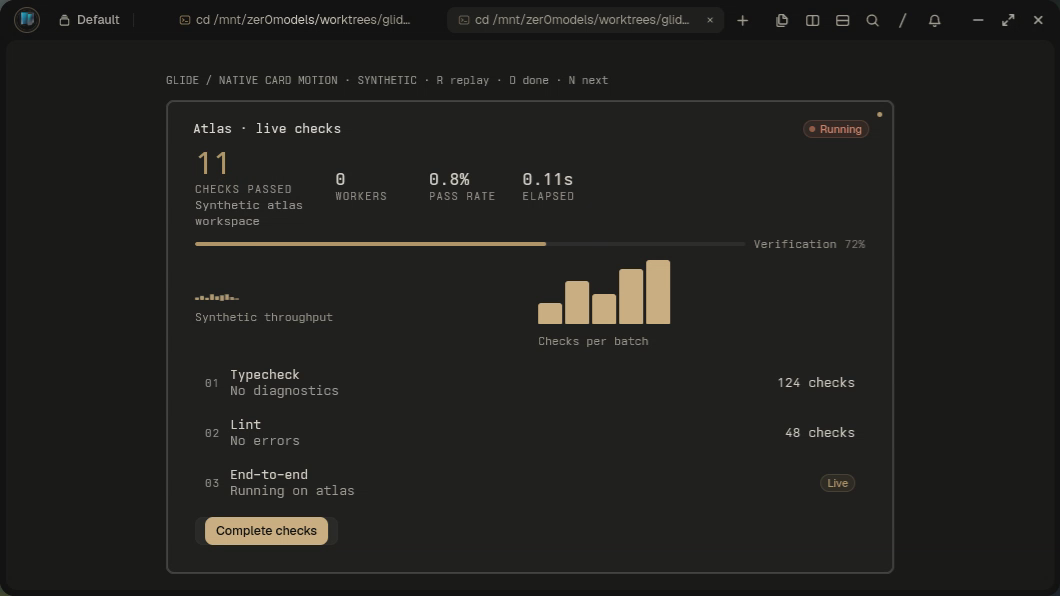 Default
cd /mnt/zer0models/worktrees/glid...
cd /mnt/zer0models/worktrees/glid...
GLIDE / NATIVE CARD MOTION · SYNTHETIC · R replay · D done · N next
Atlas · live checks
Running
11
CHECKS PASSED
Synthetic atlas
workspace
0
WORKERS
0.8%
PASS RATE
0.11s
ELAPSED
Verification 72%
Synthetic throughput
Checks per batch
01
Typecheck
No diagnostics
124 checks
02
Lint
No errors
48 checks
03
End-to-end
Running on atlas
Live
Complete checks